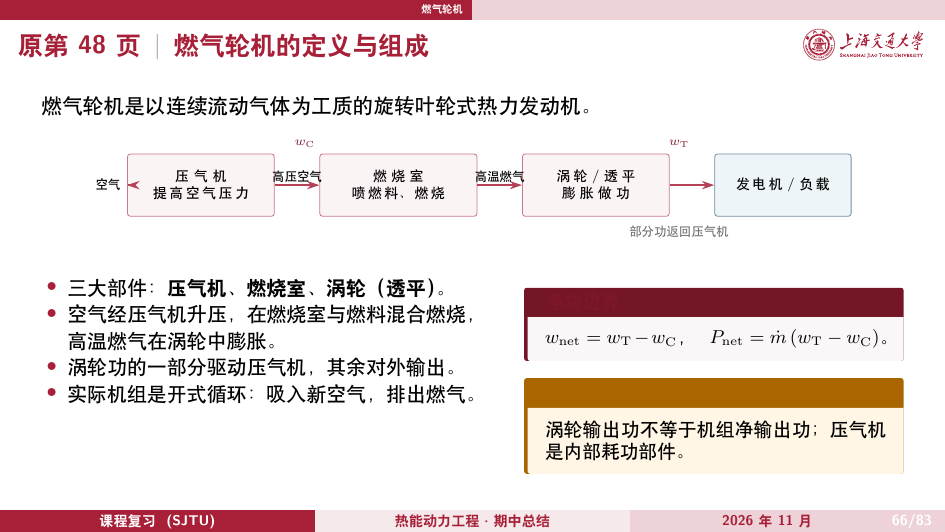 燃气轮机
原第 48 页 | 燃气轮机的定义与组成
上海交通大学
SHANGHAI JIAO TONG UNIVERSITY
燃气轮机是以连续流动气体为工质的旋转叶轮式热力发动机。
w_C
w_T
空气
压气机
提高空气压力
高压空气
燃烧室
喷燃料、燃烧
高温燃气
涡轮/透平
膨胀做功
发电机/负载
部分功返回压气机
• 三大部件：压气机、燃烧室、涡轮（透平）。
• 空气经压气机升压，在燃烧室与燃料混合燃烧，
高温燃气在涡轮中膨胀。
• 涡轮功的一部分驱动压气机，其余对外输出。
• 实际机组是开式循环：吸入新空气，排出燃气。
w_net = w_T − w_C， P_net = ṁ (w_T − w_C)。
涡轮输出功不等于机组净输出功；压气机
是内部耗功部件。
课程复习 (SJTU)
热能动力工程 · 期中总结
2026 年 11 月
66/83